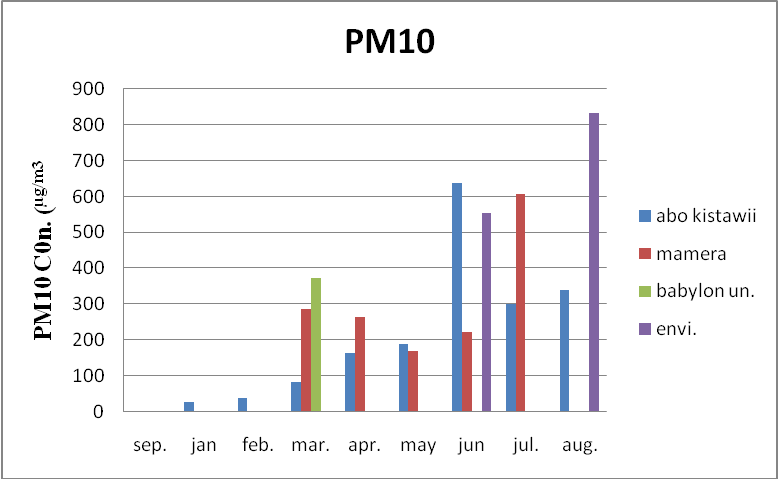 PM10
PM10 C0n. (µg/m3
900
800
700
600
500
400
300
200
100
0
sep. jan feb. mar. apr. may jun jul. aug.
abo kistawii
mamera
babylon un.
envi.